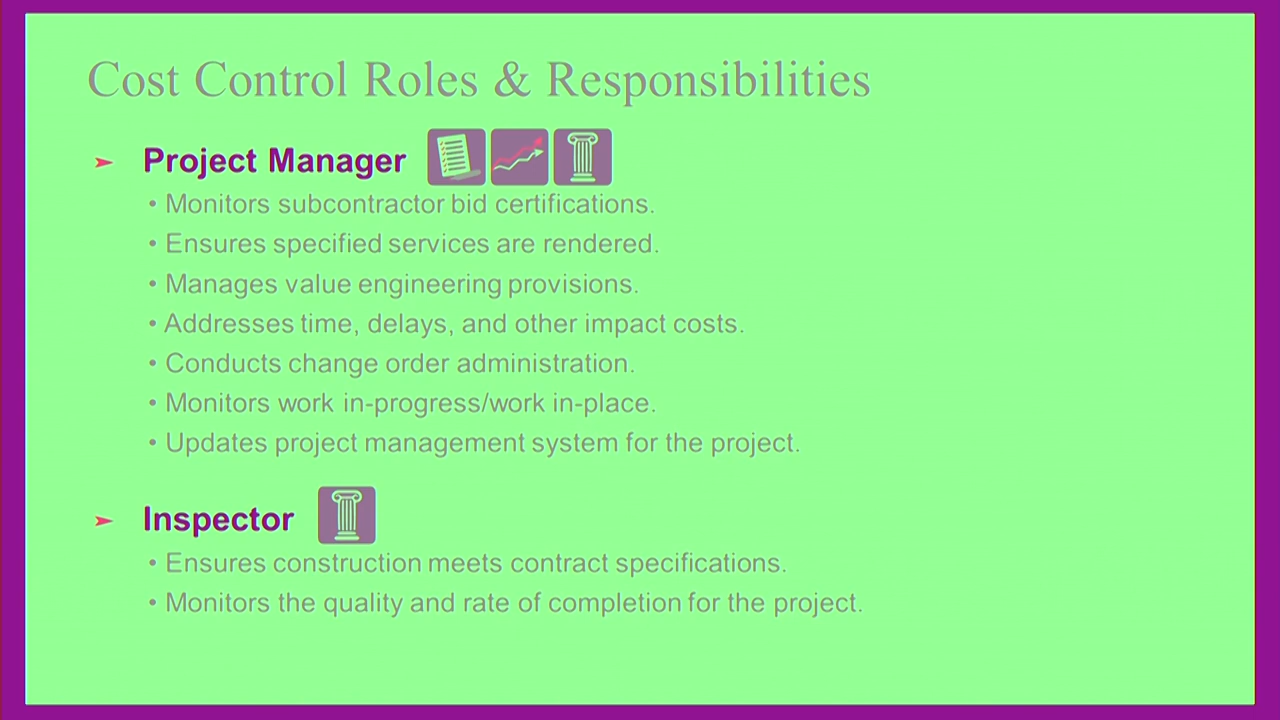 Cost Control Roles & Responsibilities
➢ Project Manager
• Monitors subcontractor bid certifications.
• Ensures specified services are rendered.
• Manages value engineering provisions.
• Addresses time, delays, and other impact costs.
• Conducts change order administration.
• Monitors work in-progress/work in-place.
• Updates project management system for the project.
➢ Inspector
• Ensures construction meets contract specifications.
• Monitors the quality and rate of completion for the project.